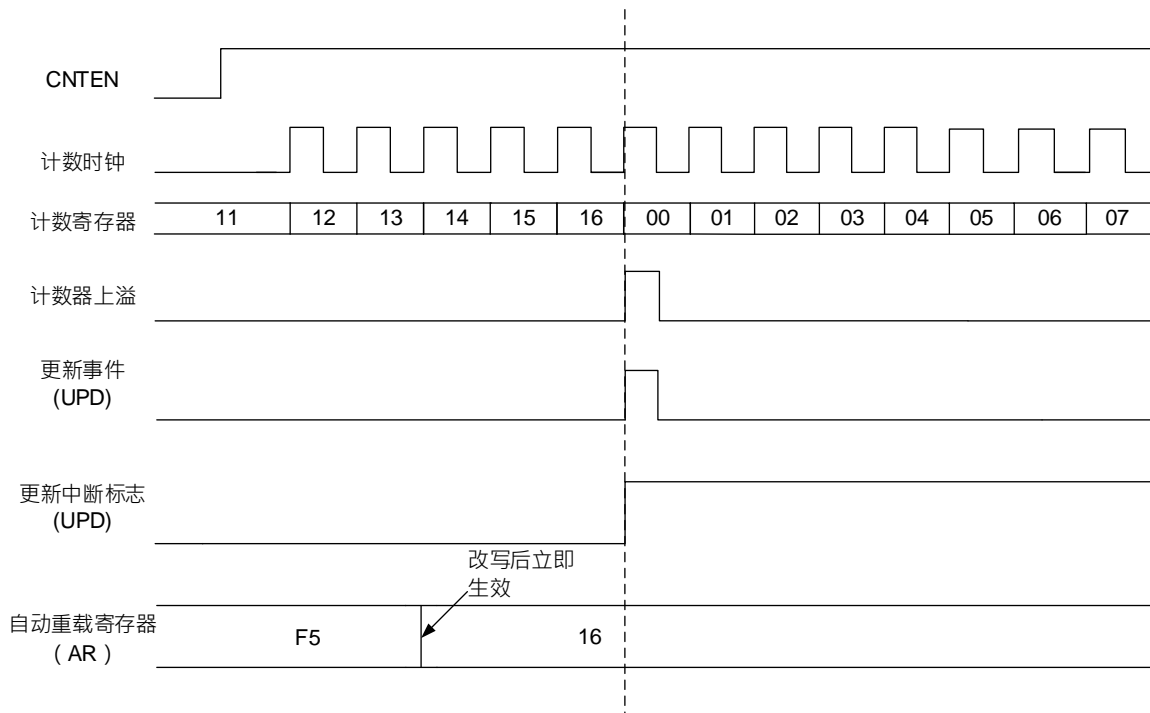 CNTEN
计数时钟
计数寄存器
11 12 13 14 15 16 00 01 02 03 04 05 06 07
计数器上溢
更新事件
(UPD)
更新中断标志
(UPD)
改写后立即
生效
自动重载寄存器
（AR）
F5 16